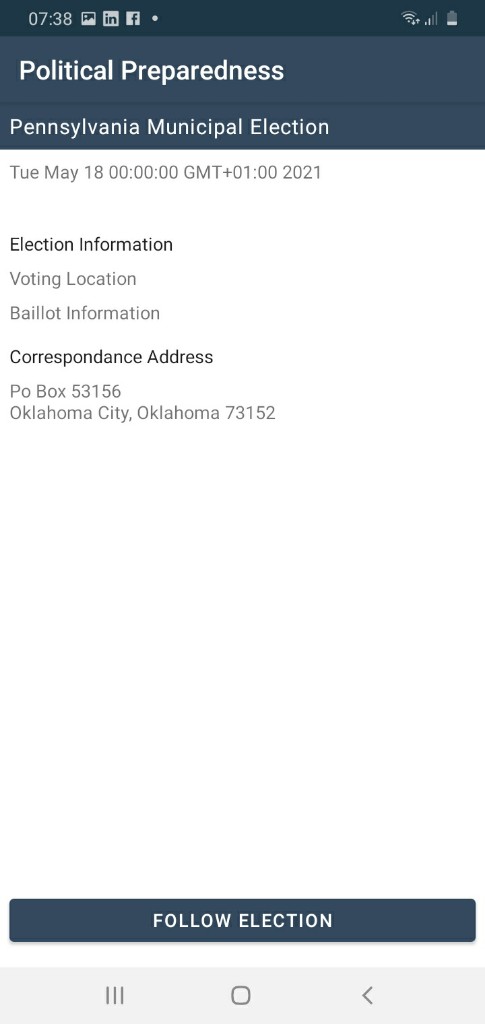 07:38
Political Preparedness
Pennsylvania Municipal Election
Tue May 18 00:00:00 GMT+01:00 2021
Election Information
Voting Location
Baillot Information
Correspondance Address
Po Box 53156
Oklahoma City, Oklahoma 73152
FOLLOW ELECTION